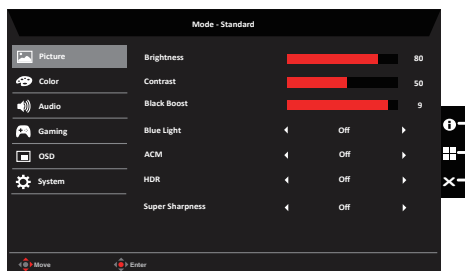 Mode - Standard
Picture
Color
Audio
Gaming
OSD
System
Brightness 80
Contrast 50
Black Boost 9
Blue Light Off
ACM Off
HDR Off
Super Sharpness Off
Move
Enter